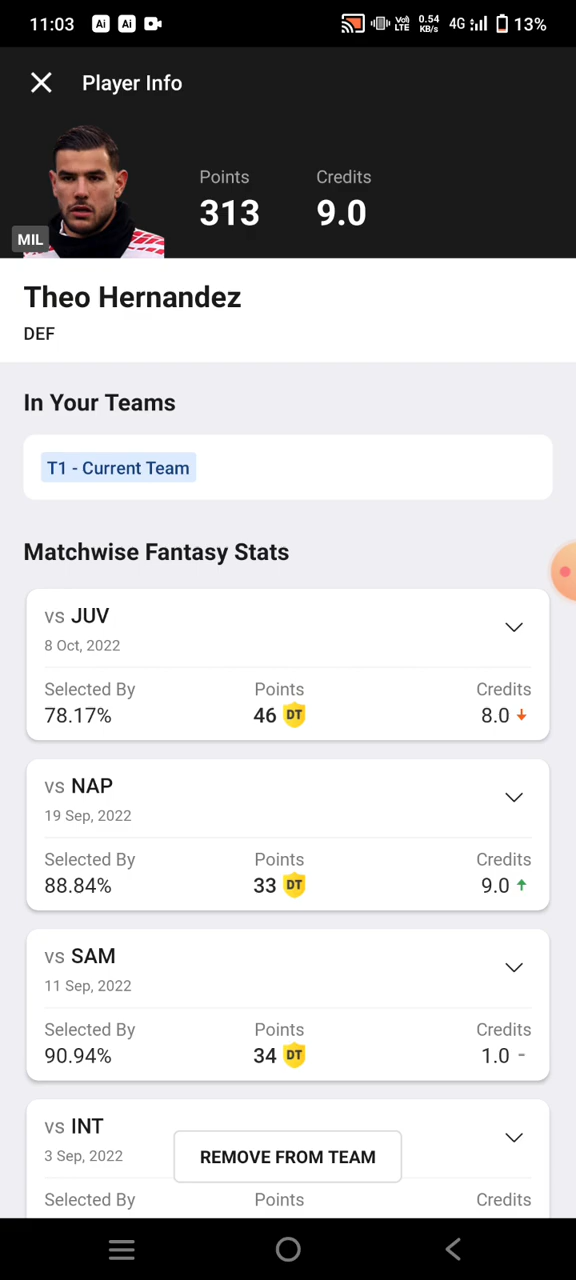 11:03 Ai Ai Vo) LTE 0.54 KB/s 4G 13%
Player Info
Points Credits
313 9.0
MIL
Theo Hernandez
DEF
In Your Teams
T1 - Current Team
Matchwise Fantasy Stats
vs JUV
8 Oct, 2022
Selected By Points Credits
78.17% 46 DT 8.0
vs NAP
19 Sep, 2022
Selected By Points Credits
88.84% 33 DT 9.0
vs SAM
11 Sep, 2022
Selected By Points Credits
90.94% 34 DT 1.0 -
vs INT
3 Sep, 2022
REMOVE FROM TEAM
Selected By Points Credits